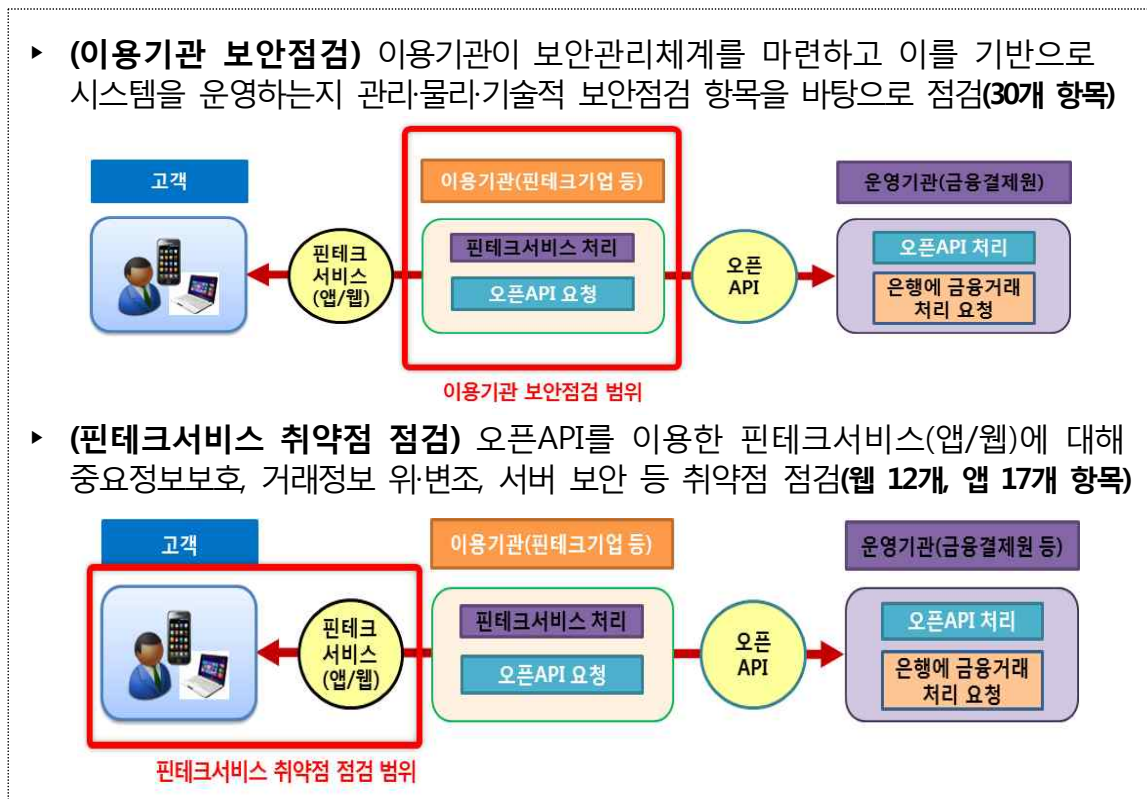 ▶ (이용기관 보안점검) 이용기관이 보안관리체계를 마련하고 이를 기반으로
시스템을 운영하는지 관리·물리·기술적 보안점검 항목을 바탕으로 점검(30개 항목)
고객
이용기관(핀테크기업 등)
운영기관(금융결제원)
핀테크
서비스
(앱/웹)
핀테크서비스 처리
오픈API 요청
오픈
API
오픈API 처리
은행에 금융거래
처리 요청
이용기관 보안점검 범위
▶ (핀테크서비스 취약점 점검) 오픈API를 이용한 핀테크서비스(앱/웹)에 대해
중요정보보호, 거래정보 위·변조, 서버 보안 등 취약점 점검(웹 12개, 앱 17개 항목)
고객
이용기관(핀테크기업 등)
운영기관(금융결제원 등)
핀테크
서비스
(앱/웹)
핀테크서비스 처리
오픈API 요청
오픈
API
오픈API 처리
은행에 금융거래
처리 요청
핀테크서비스 취약점 점검 범위